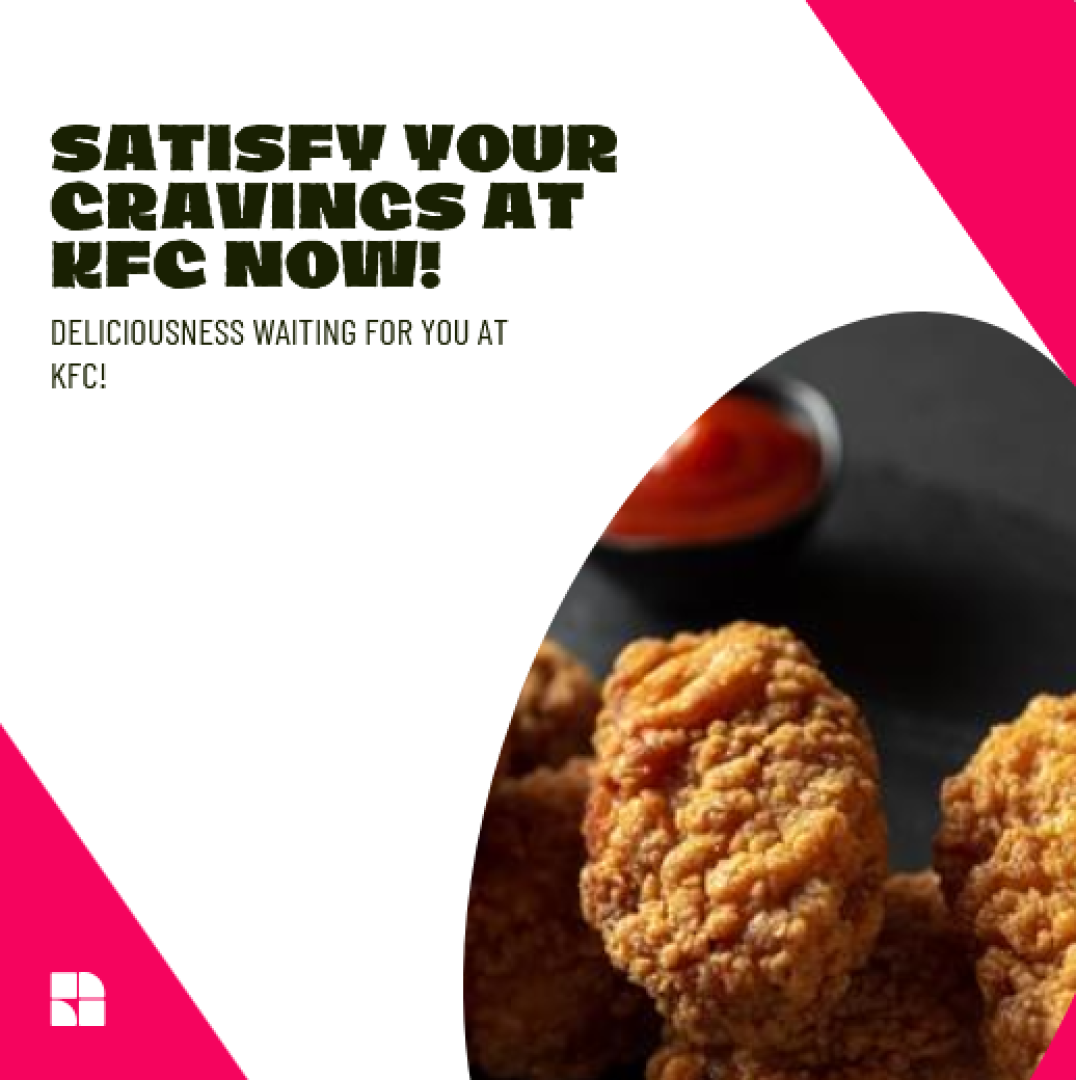 SATISFY YOUR
CRAVINGS AT
KFC NOW!
DELICIOUSNESS WAITING FOR YOU AT
KFC!